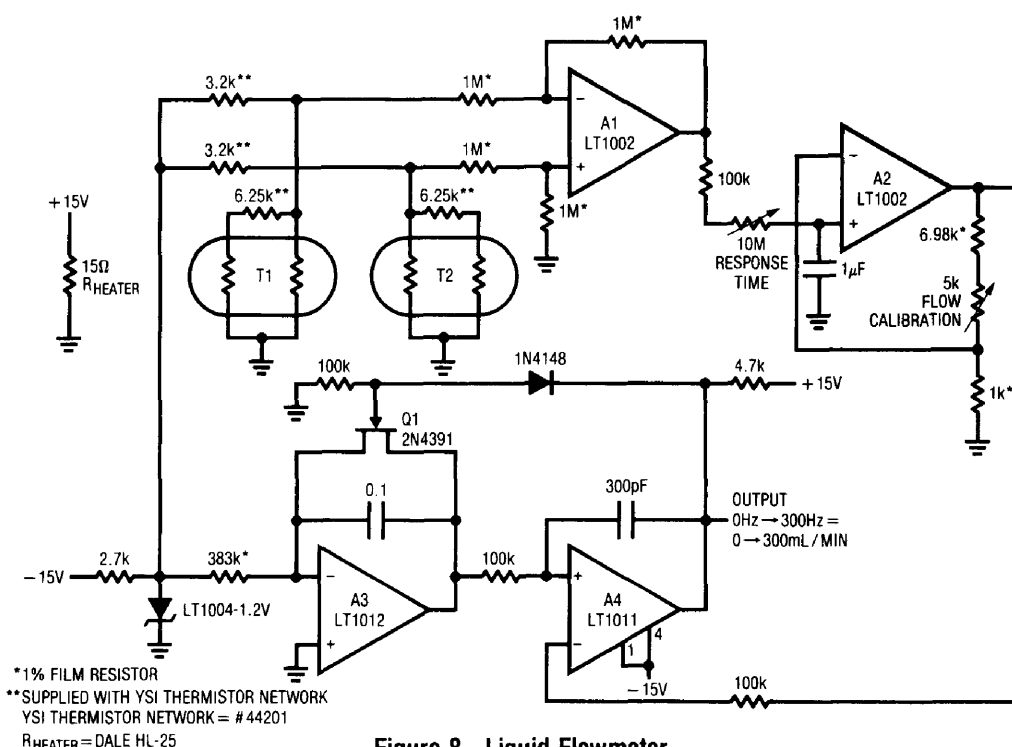 1M*
3.2k**
1M*
A1
LT1002
3.2k**
1M*
A2
LT1002
6.25k**
6.25k**
1M*
100k
+15V
6.98k*
15Ω
RHEATER
T1
T2
10M
RESPONSE
TIME
1µF
5k
FLOW
CALIBRATION
100k
1N4148
4.7k
+15V
1k*
Q1
2N4391
0.1
300pF
OUTPUT
0Hz→300Hz=
0→300mL/MIN
−15V
2.7k
383k*
100k
A3
LT1012
A4
LT1011
LT1004-1.2V
1
4
−15V
100k
*1% FILM RESISTOR
**SUPPLIED WITH YSI THERMISTOR NETWORK
YSI THERMISTOR NETWORK = #44201
RHEATER = DALE HL-25
Figure 8. Liquid Flowmeter
−
+
−
+
−
+
+
−